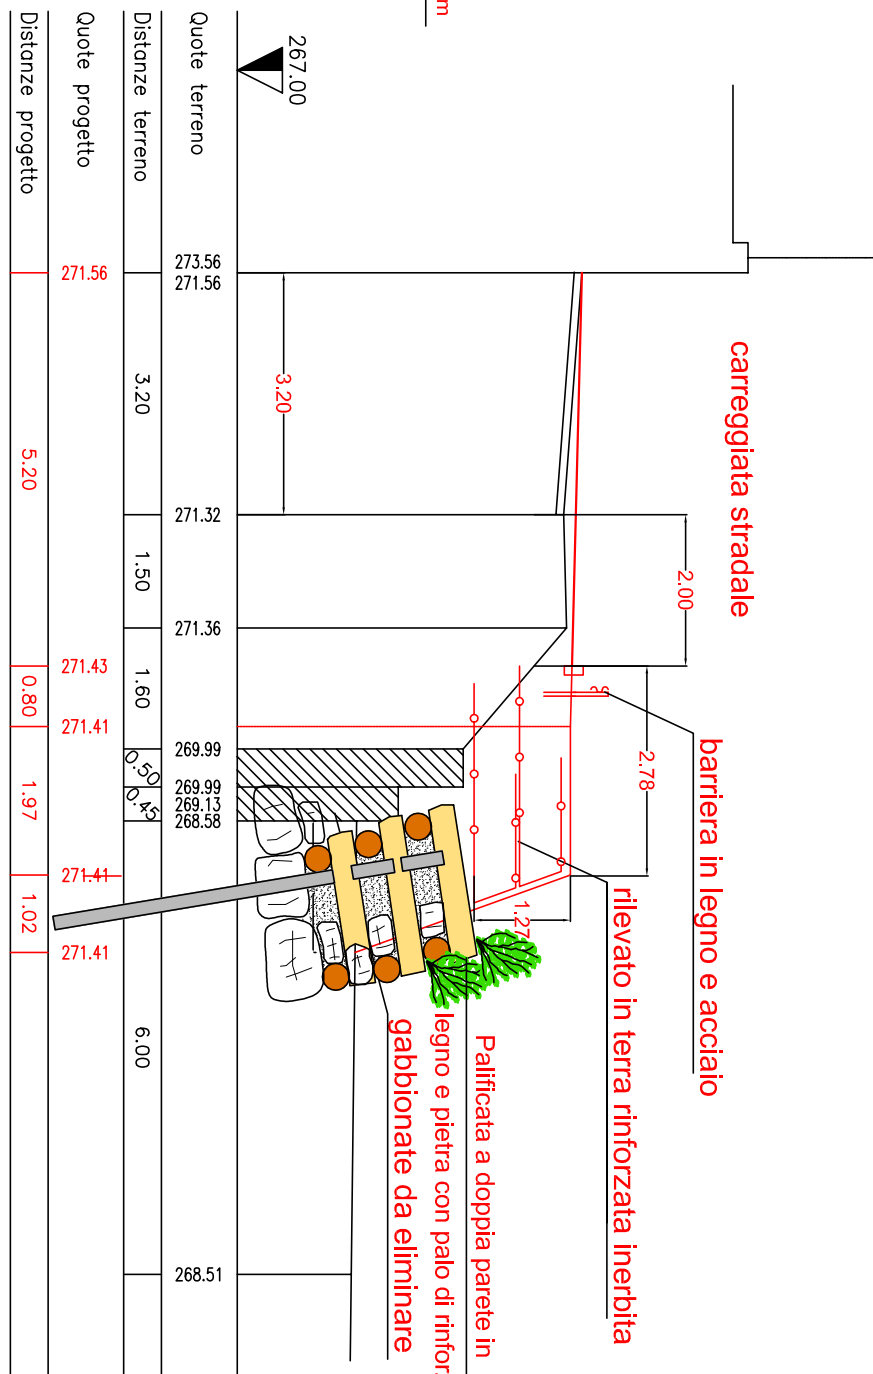 m
carreggiata stradale
2.00
2.78
barriera in legno e acciaio
rilevato in terra rinforzata inerbita
1.27
Palificata a doppia parete in
legno e pietra con palo di rinfor
gabbionate da eliminare
3.20
267.00
Quote terreno 273.56 271.56 271.32 271.36 269.99 269.99 269.13 268.58 268.51
Distanze terreno 3.20 1.50 1.60 0.50 0.45 6.00
Quote progetto 271.56 271.43 271.41 271.41 271.41
Distanze progetto 5.20 0.80 1.97 1.02